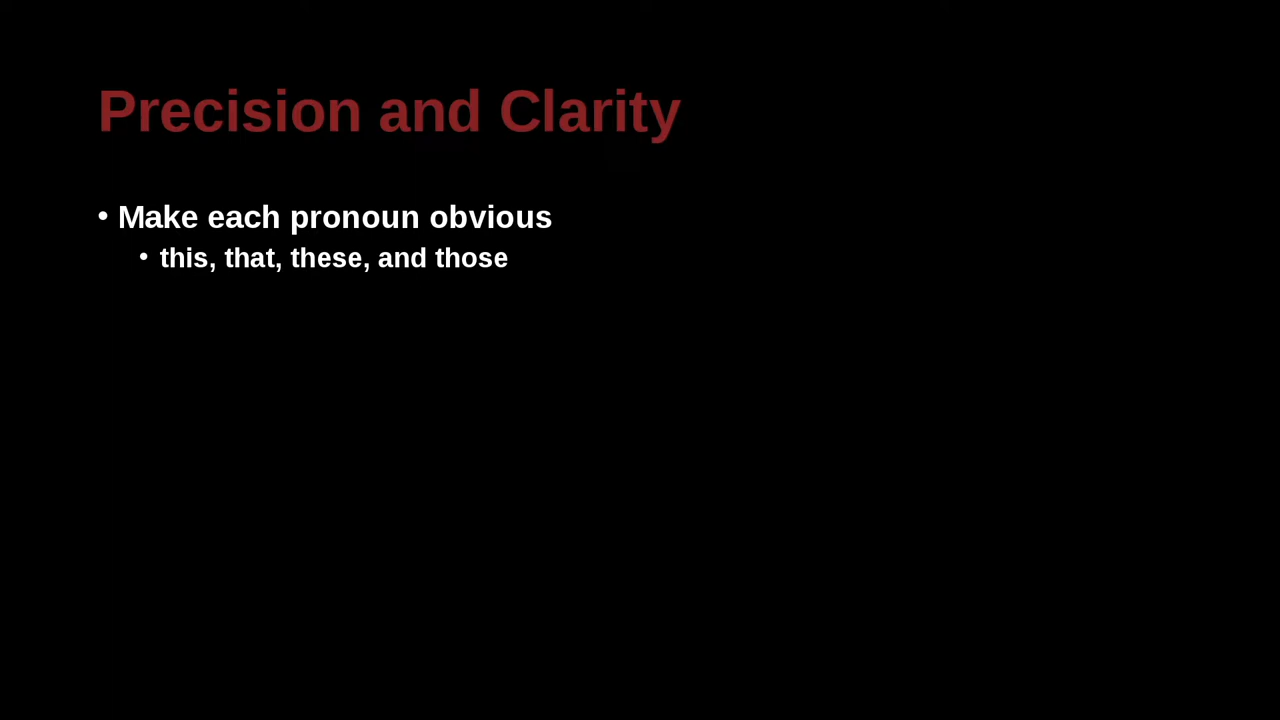 Precision and Clarity
• Make each pronoun obvious
• this, that, these, and those